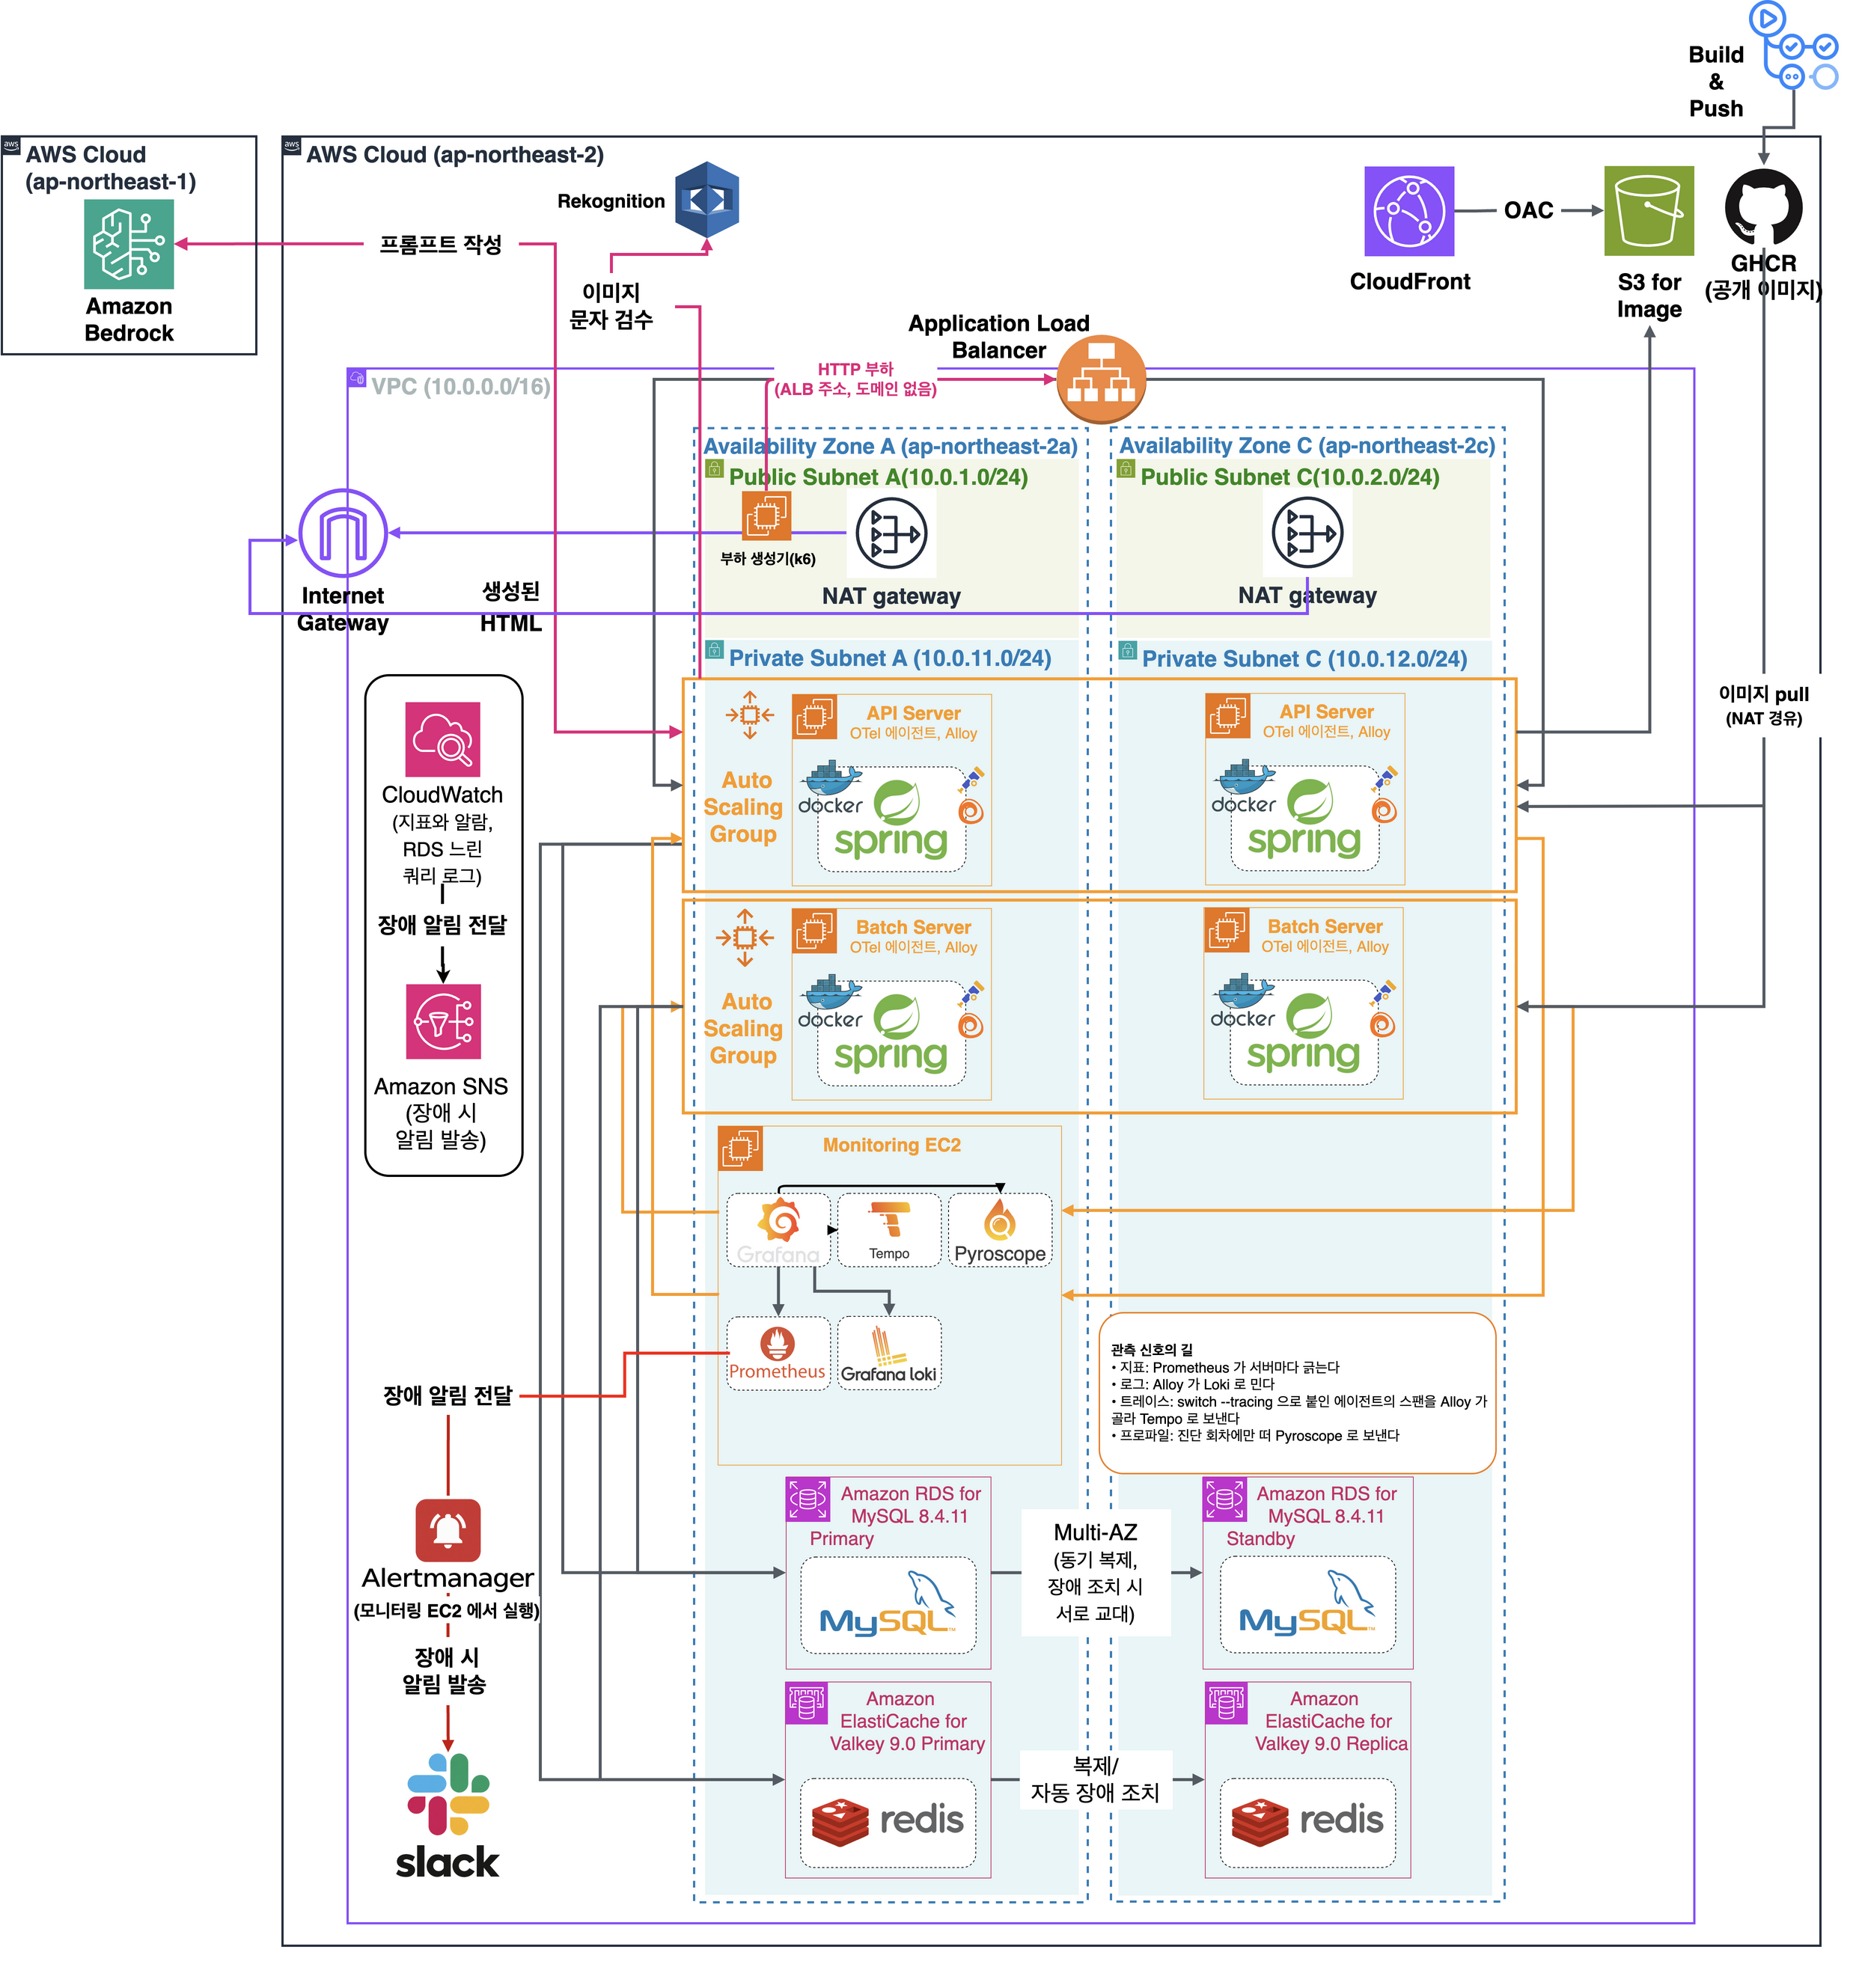 Build
&
Push
aws
AWS Cloud
(ap-northeast-1)
Amazon
Bedrock
aws
AWS Cloud (ap-northeast-2)
Rekognition
프롬프트 작성
이미지
문자 검수
CloudFront
OAC
S3 for
Image
GHCR
(공개 이미지)
Application Load
Balancer
HTTP 부하
(ALB 주소, 도메인 없음)
VPC (10.0.0.0/16)
Availability Zone A (ap-northeast-2a)
Public Subnet A(10.0.1.0/24)
부하 생성기(k6)
NAT gateway
Availability Zone C (ap-northeast-2c)
Public Subnet C(10.0.2.0/24)
NAT gateway
Internet
Gateway
생성된
HTML
Private Subnet A (10.0.11.0/24)
Private Subnet C (10.0.12.0/24)
이미지 pull
(NAT 경유)
Auto
Scaling
Group
API Server
OTel 에이전트, Alloy
docker
spring
API Server
OTel 에이전트, Alloy
docker
spring
CloudWatch
(지표와 알람,
RDS 느린
쿼리 로그)
장애 알림 전달
Amazon SNS
(장애 시
알림 발송)
Auto
Scaling
Group
Batch Server
OTel 에이전트, Alloy
docker
spring
Batch Server
OTel 에이전트, Alloy
docker
spring
Monitoring EC2
Grafana
Tempo
Pyroscope
Prometheus
Grafana loki
관측 신호의 길
• 지표: Prometheus 가 서버마다 긁는다
• 로그: Alloy 가 Loki 로 민다
• 트레이스: switch --tracing 으로 붙인 에이전트의 스팬을 Alloy 가
골라 Tempo 로 보낸다
• 프로파일: 진단 회차에만 떠 Pyroscope 로 보낸다
장애 알림 전달
Alertmanager
(모니터링 EC2 에서 실행)
장애 시
알림 발송
slack
Amazon RDS for
MySQL 8.4.11
Primary
MySQL™
Multi-AZ
(동기 복제,
장애 조치 시
서로 교대)
Amazon RDS for
MySQL 8.4.11
Standby
MySQL™
Amazon
ElastiCache for
Valkey 9.0 Primary
redis
복제/
자동 장애 조치
Amazon
ElastiCache for
Valkey 9.0 Replica
redis